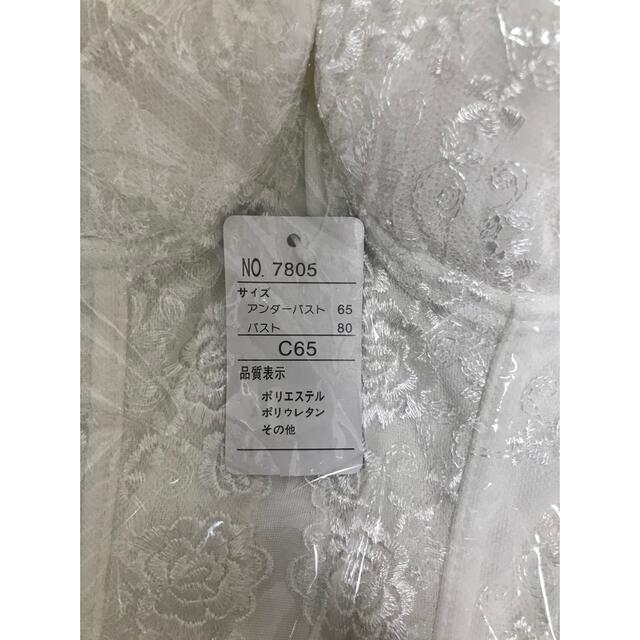 NO. 7805
サイズ
アンダーバスト 65
バスト 80
C65
品質表示
ポリエステル
ポリウレタン
その他